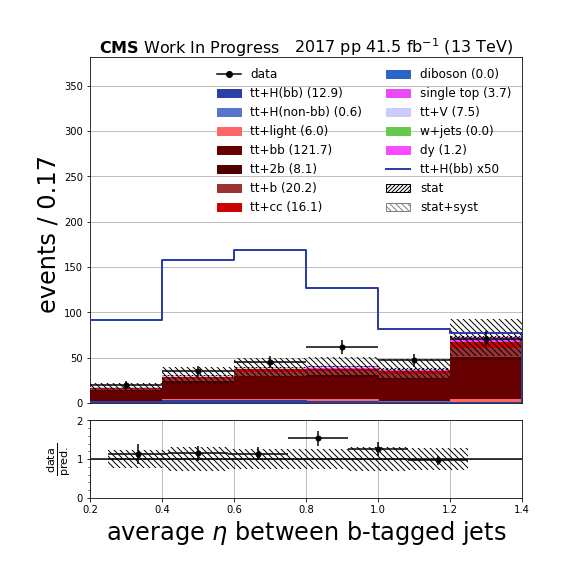 CMS Work In Progress 2017 pp 41.5 fb⁻¹ (13 TeV)
events / 0.17
350
300
250
200
150
100
50
0
data
tt+H(bb) (12.9)
tt+H(non-bb) (0.6)
tt+light (6.0)
tt+bb (121.7)
tt+2b (8.1)
tt+b (20.2)
tt+cc (16.1)
diboson (0.0)
single top (3.7)
tt+V (7.5)
w+jets (0.0)
dy (1.2)
tt+H(bb) x50
stat
stat+syst
data
pred.
2
1
0
0.2 0.4 0.6 0.8 1.0 1.2 1.4
average η between b-tagged jets